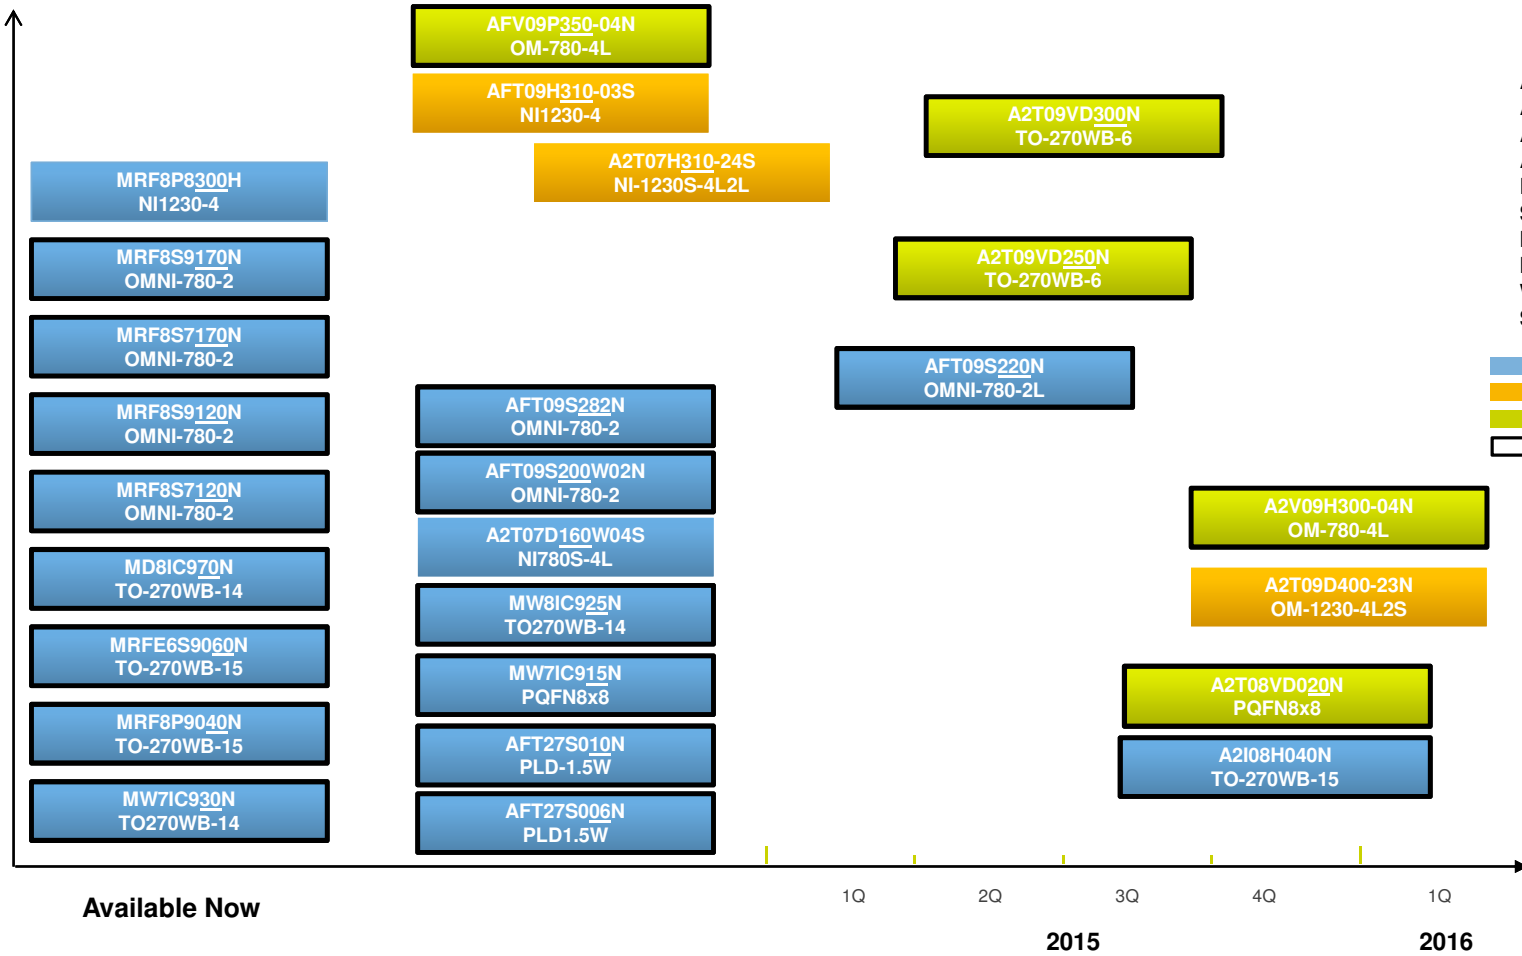 AFV09P350-04N
OM-780-4L
AFT09H310-03S
NI1230-4
A2T07H310-24S
NI-1230S-4L2L
A2T09VD300N
TO-270WB-6
MRF8P8300H
NI1230-4
MRF8S9170N
OMNI-780-2
A2T09VD250N
TO-270WB-6
MRF8S7170N
OMNI-780-2
AFT09S220N
OMNI-780-2L
MRF8S9120N
OMNI-780-2
AFT09S282N
OMNI-780-2
MRF8S7120N
OMNI-780-2
AFT09S200W02N
OMNI-780-2
A2V09H300-04N
OM-780-4L
A2T07D160W04S
NI780S-4L
MD8IC970N
TO-270WB-14
A2T09D400-23N
OM-1230-4L2S
MW8IC925N
TO270WB-14
MRFE6S9060N
TO-270WB-15
MW7IC915N
PQFN8x8
A2T08VD020N
PQFN8x8
MRF8P9040N
TO-270WB-15
AFT27S010N
PLD-1.5W
A2I08H040N
TO-270WB-15
MW7IC930N
TO270WB-14
AFT27S006N
PLD1.5W
Available Now
1Q
2Q
3Q
4Q
1Q
2015
2016